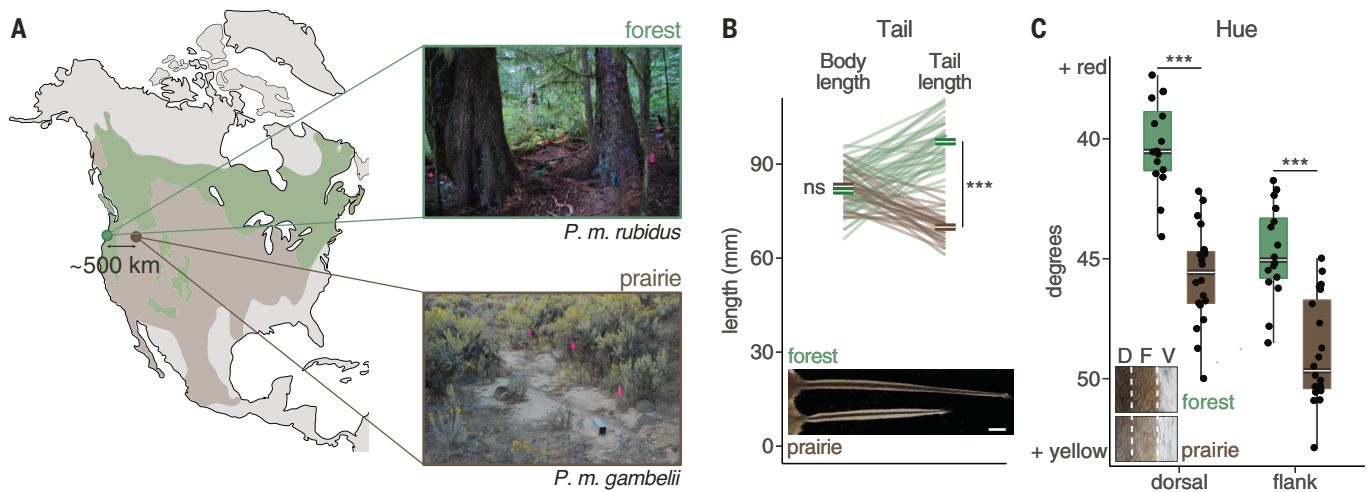 A
forest
P. m. rubidus
~500 km
prairie
P. m. gambelii
B
Tail
Body length
Tail length
length (mm)
90
60
30
0
ns
***
forest
prairie
C
Hue
+ red
degrees
40
45
50
+ yellow
***
***
D F V
forest
prairie
dorsal
flank